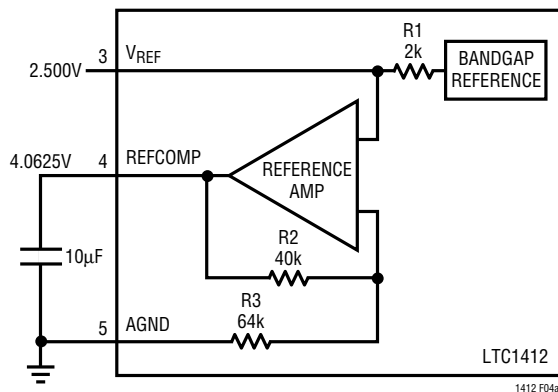 R1
2k
BANDGAP
REFERENCE
3
VREF
2.500V
4.0625V
4
REFCOMP
REFERENCE
AMP
10µF
R2
40k
R3
64k
5
AGND
LTC1412
1412 F04a